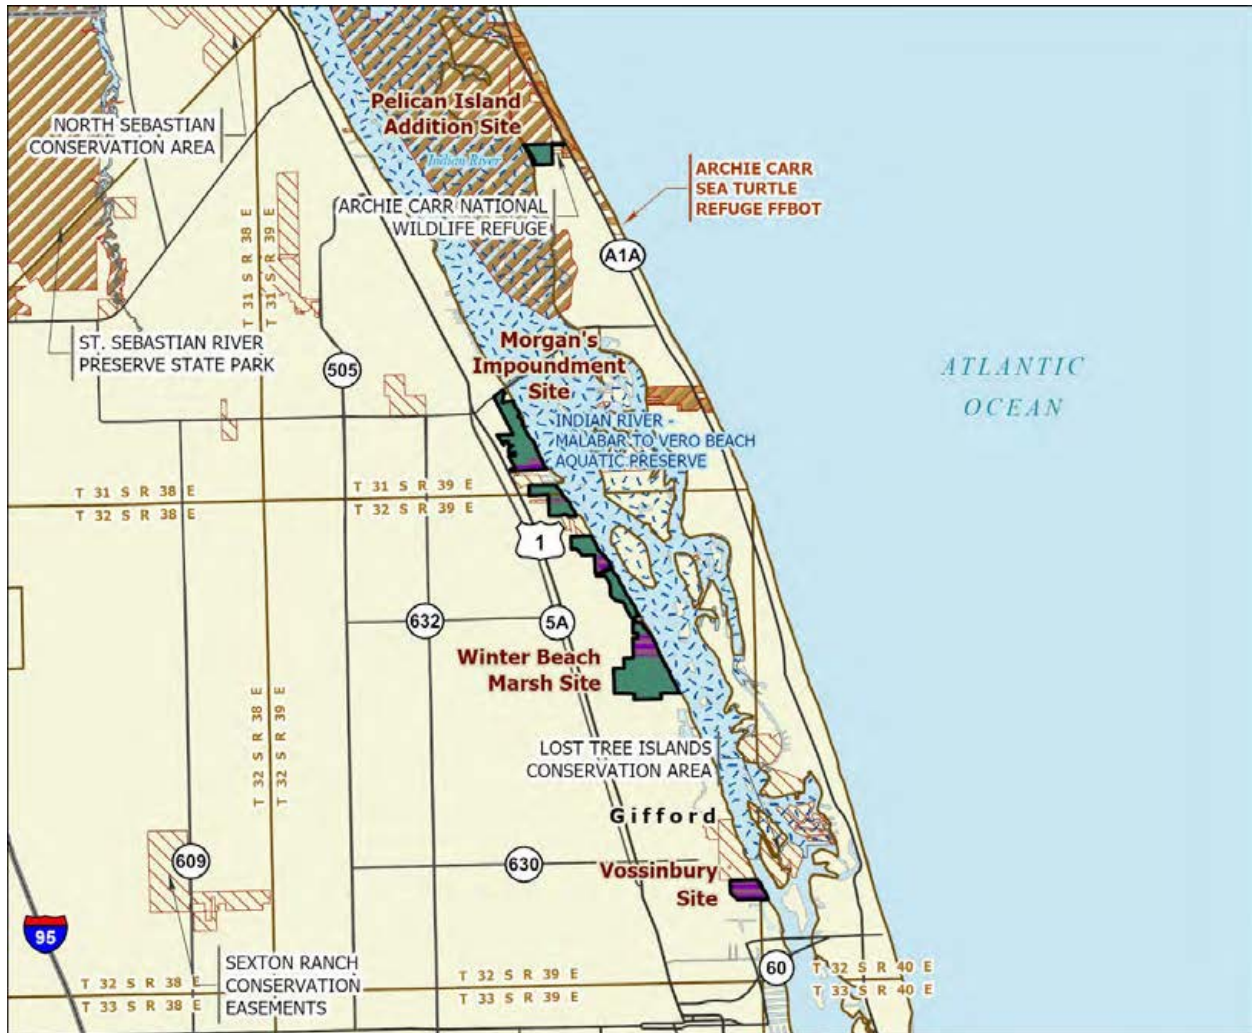 Pelican Island
Addition Site
NORTH SEBASTIAN
CONSERVATION AREA
Indian River
ARCHIE CARR
SEA TURTLE
REFUGE FFBOT
ARCHIE CARR NATIONAL
WILDLIFE REFUGE
T 31 S R 38 E
T 31 S R 39 E
A1A
ST. SEBASTIAN RIVER
PRESERVE STATE PARK
Morgan's
Impoundment
Site
505
ATLANTIC
OCEAN
INDIAN RIVER -
MALABAR TO VERO BEACH
AQUATIC PRESERVE
T 31 S R 38 E
T 32 S R 38 E
T 31 S R 39 E
T 32 S R 39 E
1
632
5A
Winter Beach
Marsh Site
T 32 S R 38 E
T 32 S R 39 E
LOST TREE ISLANDS
CONSERVATION AREA
Gifford
609
630
Vossinbury
Site
95
SEXTON RANCH
CONSERVATION
EASEMENTS
T 32 S R 38 E
T 33 S R 38 E
T 32 S R 39 E
T 33 S R 39 E
60
T 32 S R 40 E
T 33 S R 40 E